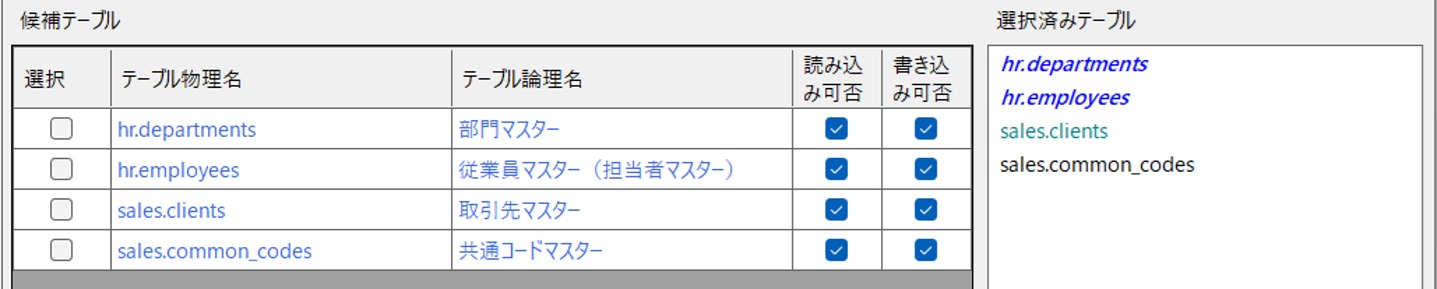 候補テーブル
選択 テーブル物理名 テーブル論理名 読み込み可否 書き込み可否
hr.departments 部門マスター
hr.employees 従業員マスター（担当者マスター）
sales.clients 取引先マスター
sales.common_codes 共通コードマスター
選択済みテーブル
hr.departments
hr.employees
sales.clients
sales.common_codes